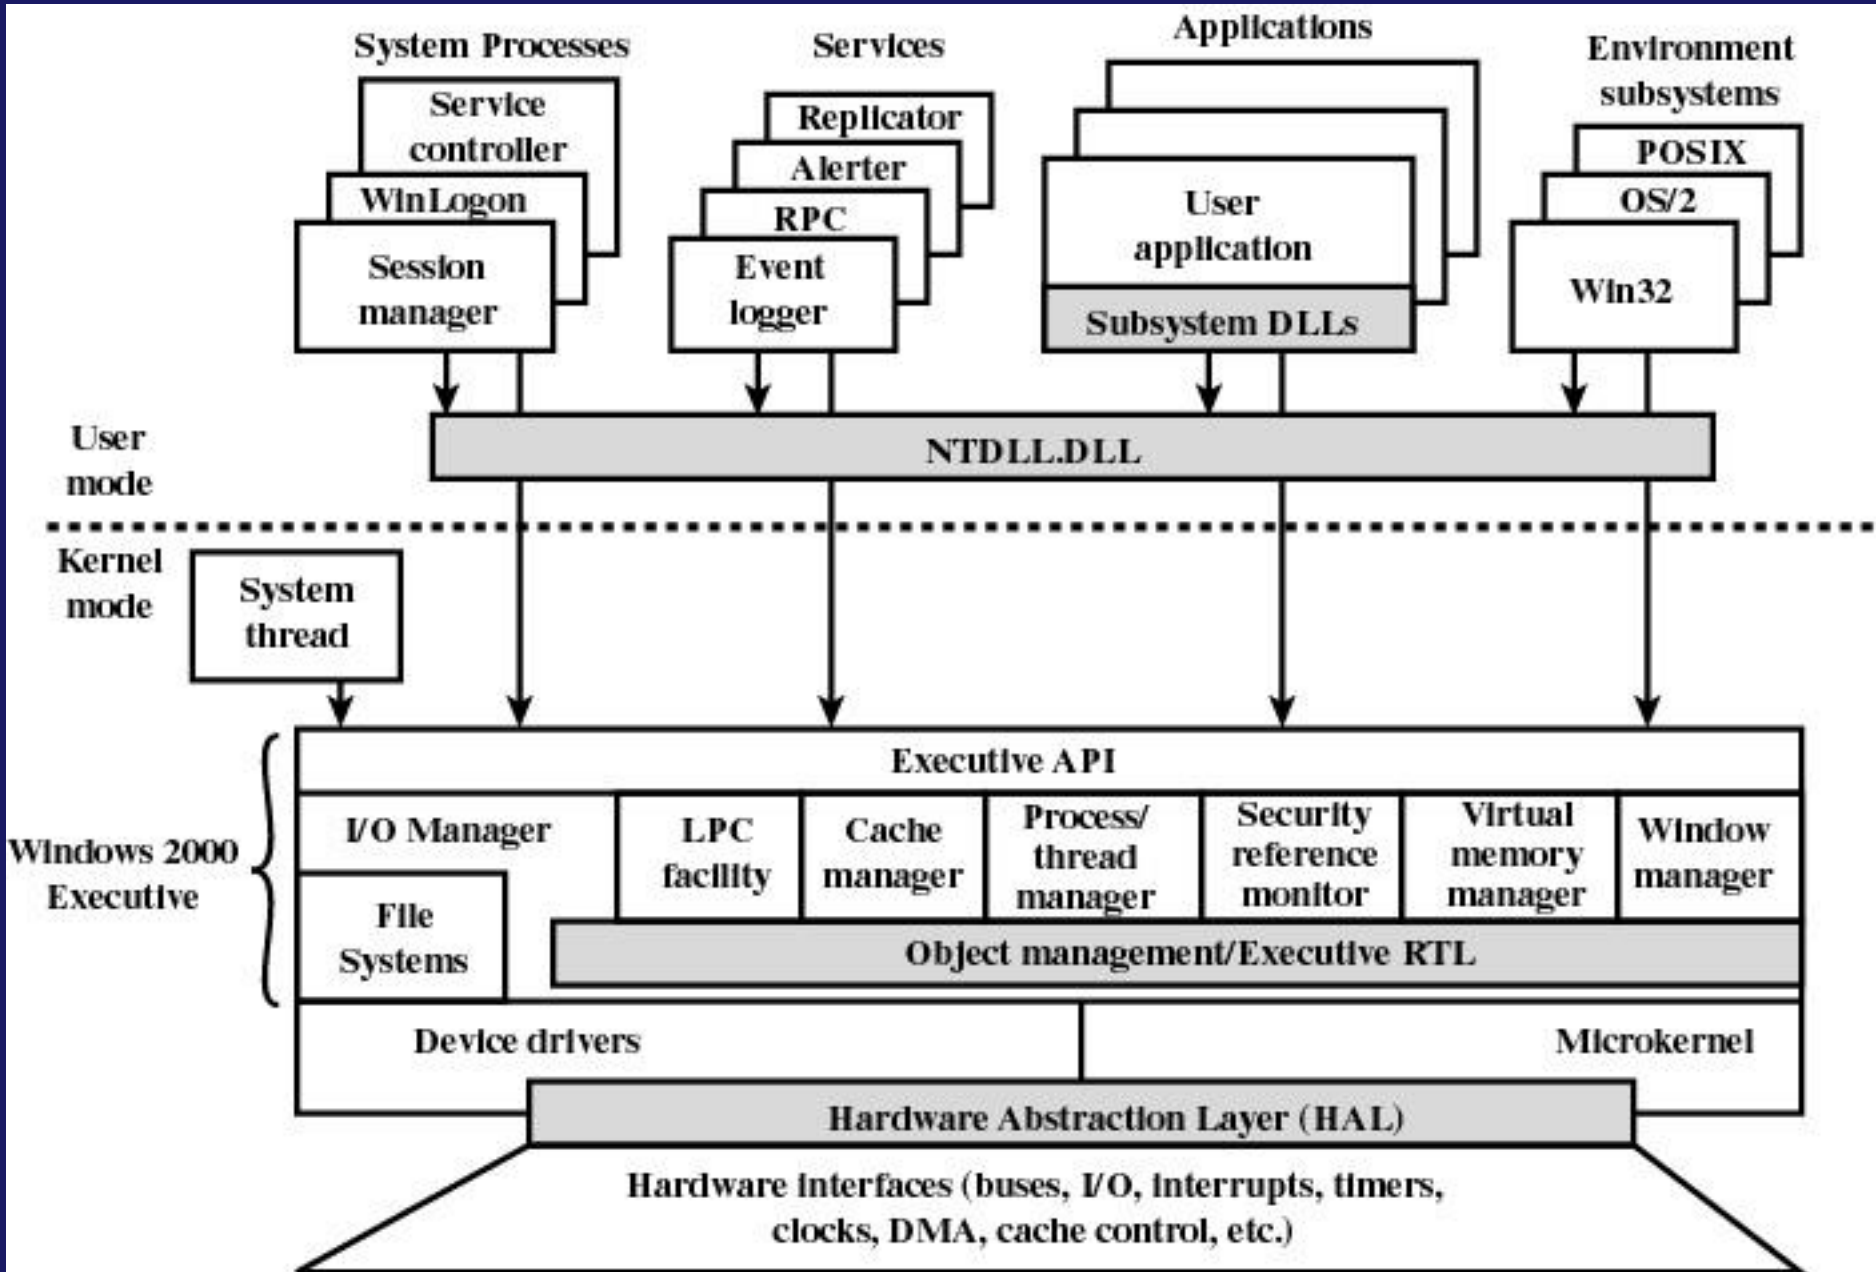 System Processes
Services
Applications
Environment
subsystems
Service
controller
WinLogon
Session
manager
Replicator
Alerter
RPC
Event
logger
User
application
Subsystem DLLs
POSIX
OS/2
Win32
User
mode
NTDLL.DLL
Kernel
mode
System
thread
Windows 2000
Executive
Executive API
I/O Manager
File
Systems
LPC
facility
Cache
manager
Process/
thread
manager
Security
reference
monitor
Virtual
memory
manager
Window
manager
Object management/Executive RTL
Device drivers
Microkernel
Hardware Abstraction Layer (HAL)
Hardware interfaces (buses, I/O, interrupts, timers,
clocks, DMA, cache control, etc.)